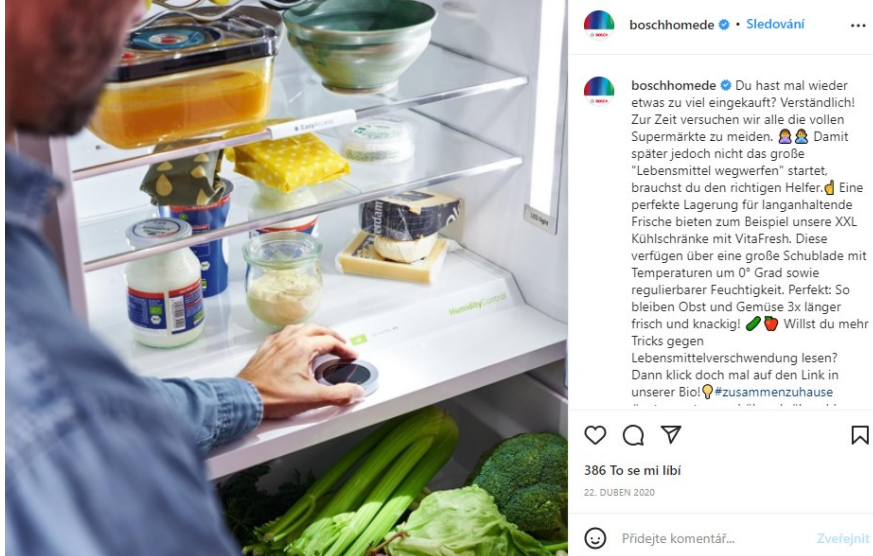 boschhomede • Sledování
boschhomede Du hast mal wieder
etwas zu viel eingekauft? Verständlich!
Zur Zeit versuchen wir alle die vollen
Supermärkte zu meiden. 🙎‍♀️🙎‍♂️ Damit
später jedoch nicht das große
"Lebensmittel wegwerfen" startet,
brauchst du den richtigen Helfer.☝️ Eine
perfekte Lagerung für langanhaltende
Frische bieten zum Beispiel unsere XXL
Kühlschränke mit VitaFresh. Diese
verfügen über eine große Schublade mit
Temperaturen um 0° Grad sowie
regulierbarer Feuchtigkeit. Perfekt: So
bleiben Obst und Gemüse 3x länger
frisch und knackig! 🥒🍎 Willst du mehr
Tricks gegen
Lebensmittelverschwendung lesen?
Dann klick doch mal auf den Link in
unserer Bio!💡#zusammenzuhause
386 To se mi líbí
22. DUBEN 2020
Přidejte komentář...
Zveřejnit
EasyAccess
LED light
HumidityControl